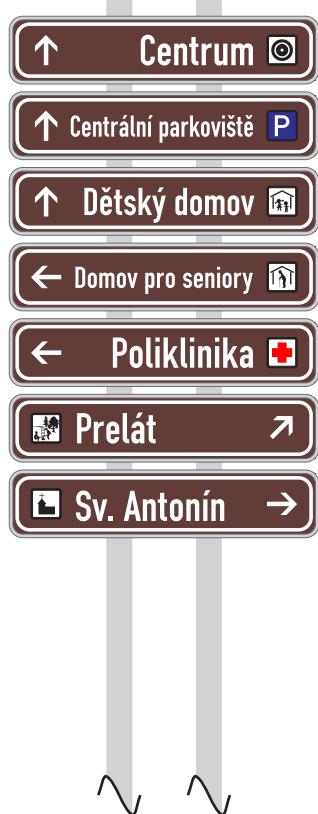 Centrum
Centrální parkoviště P
Dětský domov
Domov pro seniory
Poliklinika
Prelát
Sv. Antonín